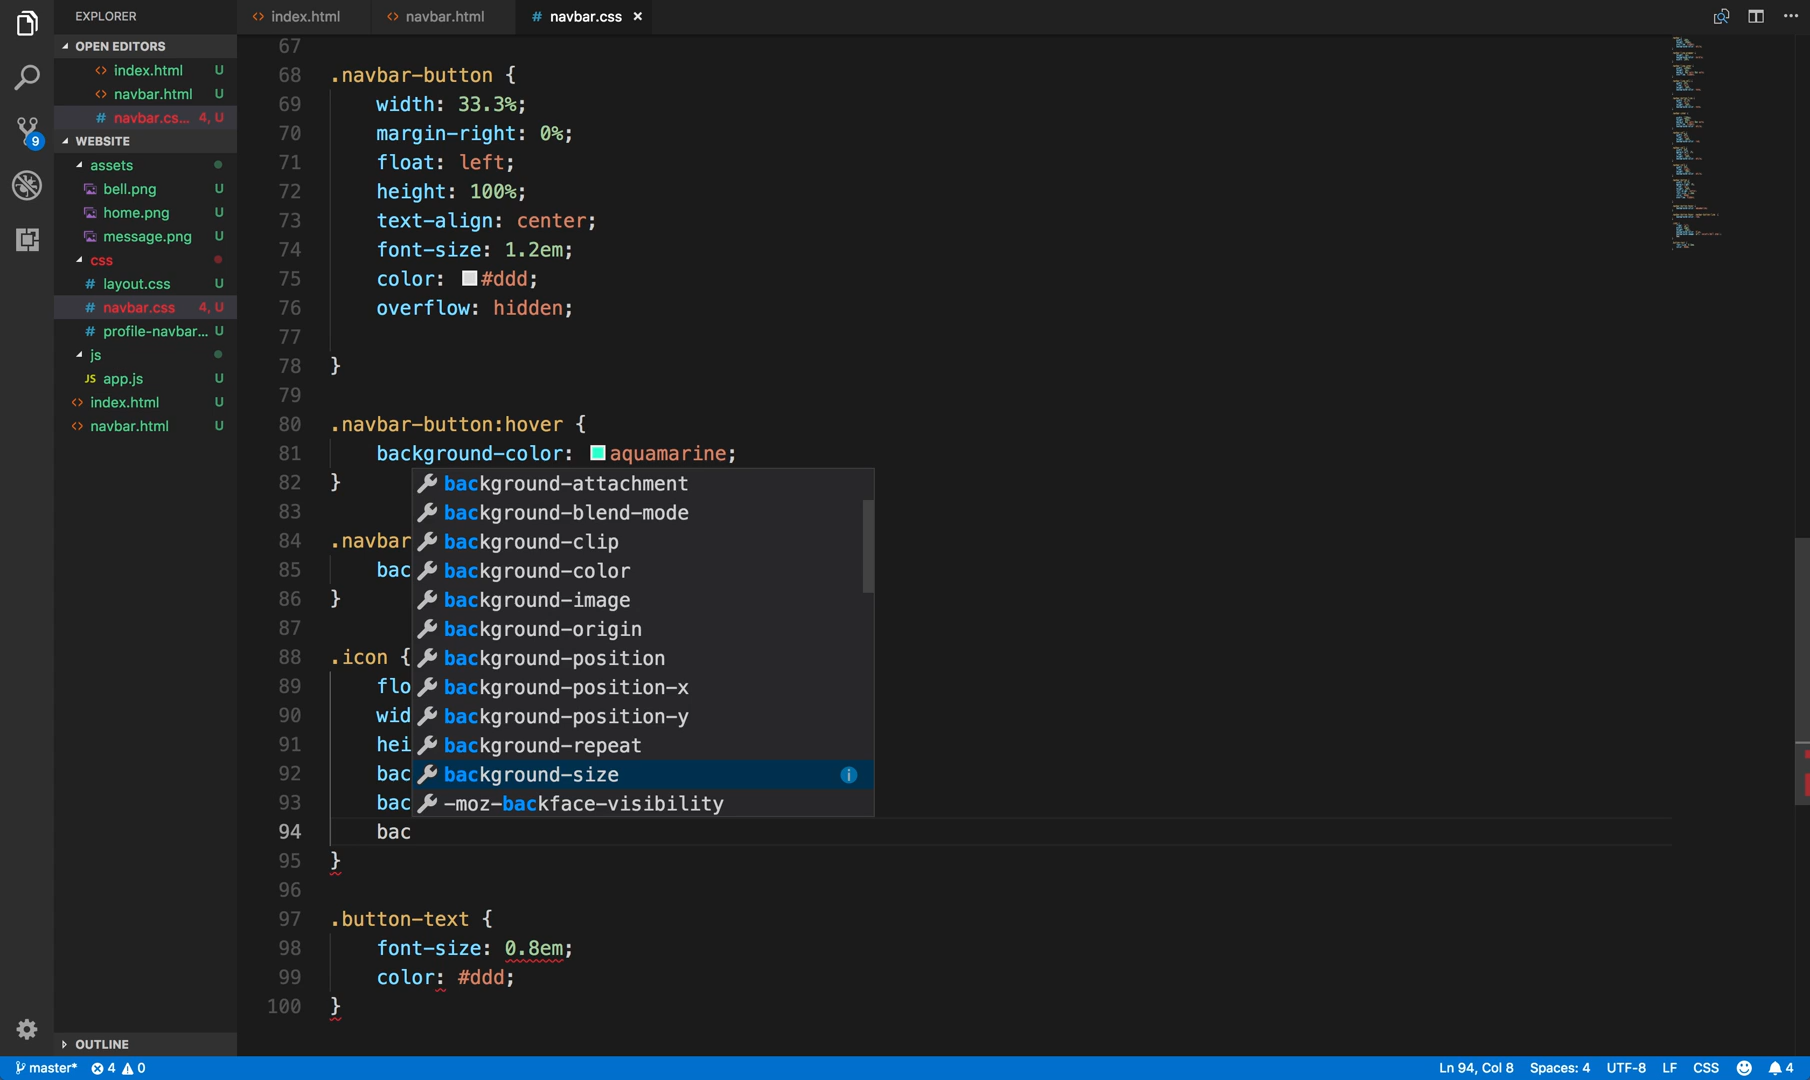 EXPLORER
index.html
navbar.html
# navbar.css ×
OPEN EDITORS
<> index.html U
<> navbar.html U
# navbar.cs... 4, U
WEBSITE
assets
bell.png U
home.png U
message.png U
css
# layout.css U
# navbar.css 4, U
# profile-navbar... U
js
JS app.js U
<> index.html U
<> navbar.html U
OUTLINE
9
67
68 .navbar-button {
69 width: 33.3%;
70 margin-right: 0%;
71 float: left;
72 height: 100%;
73 text-align: center;
74 font-size: 1.2em;
75 color: #ddd;
76 overflow: hidden;
77
78 }
79
80 .navbar-button:hover {
81 background-color: aquamarine;
82 }
83
84 .navbar
85 bac
86 }
87
88 .icon {
89 flo
90 wid
91 hei
92 bac
93 bac
94 bac
95 }
96
97 .button-text {
98 font-size: 0.8em;
99 color: #ddd;
100 }
background-attachment
background-blend-mode
background-clip
background-color
background-image
background-origin
background-position
background-position-x
background-position-y
background-repeat
background-size
-moz-backface-visibility
master* 4 0
Ln 94, Col 8 Spaces: 4 UTF-8 LF CSS 4